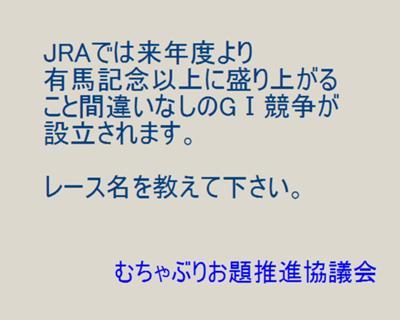 JRAでは来年度より
有馬記念以上に盛り上がる
こと間違いなしのGⅠ競争が
設立されます。
レース名を教えて下さい。
むちゃぶりお題推進協議会